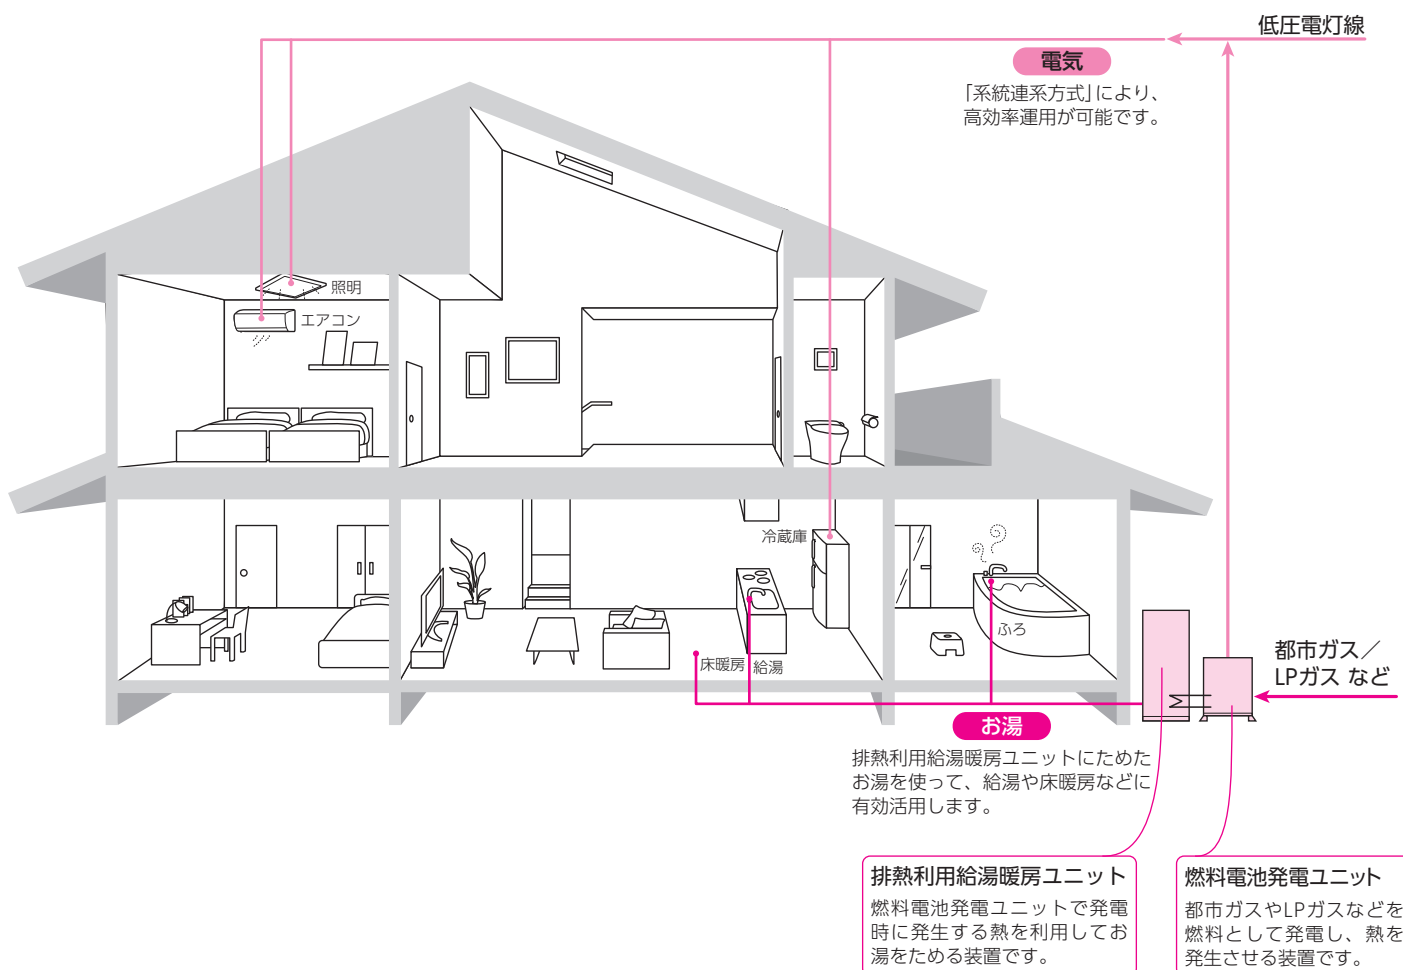 低圧電灯線
電気
「系統連系方式」により、
高効率運用が可能です。
照明
エアコン
冷蔵庫
ふろ
床暖房
給湯
都市ガス／
LPガス など
お湯
排熱利用給湯暖房ユニットにためた
お湯を使って、給湯や床暖房などに
有効活用します。
排熱利用給湯暖房ユニット
燃料電池発電ユニットで発電
時に発生する熱を利用してお
湯をためる装置です。
燃料電池発電ユニット
都市ガスやLPガスなどを
燃料として発電し、熱を
発生させる装置です。